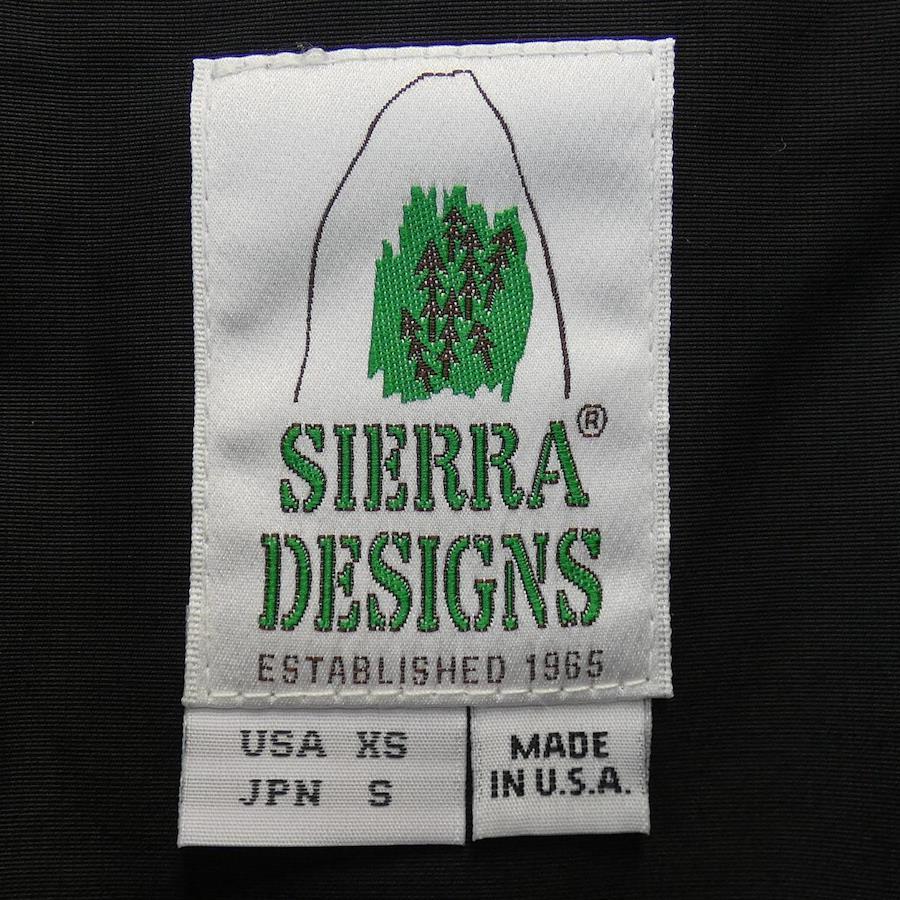 SIERRA®
DESIGNS
ESTABLISHED 1965
USA XS
JPN S
MADE
IN U.S.A.